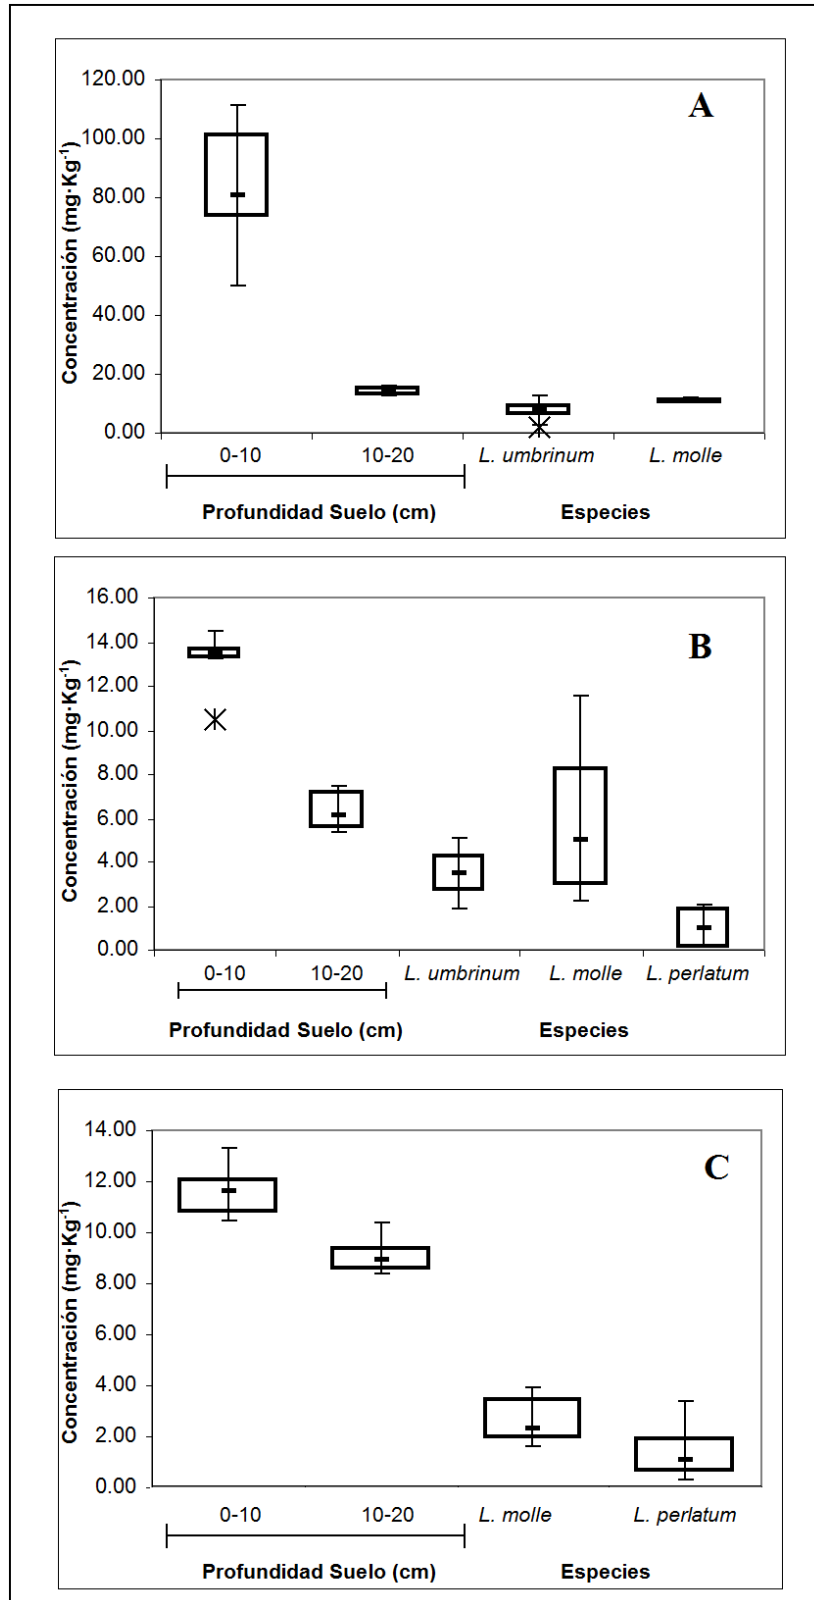 A
Concentración (mg·Kg-1)
120.00
100.00
80.00
60.00
40.00
20.00
0.00
0-10 10-20 L. umbrinum L. molle
Profundidad Suelo (cm) Especies
B
Concentración (mg·Kg-1)
16.00
14.00
12.00
10.00
8.00
6.00
4.00
2.00
0.00
0-10 10-20 L. umbrinum L. molle L. perlatum
Profundidad Suelo (cm) Especies
C
Concentración (mg·Kg-1)
14.00
12.00
10.00
8.00
6.00
4.00
2.00
0.00
0-10 10-20 L. molle L. perlatum
Profundidad Suelo (cm) Especies